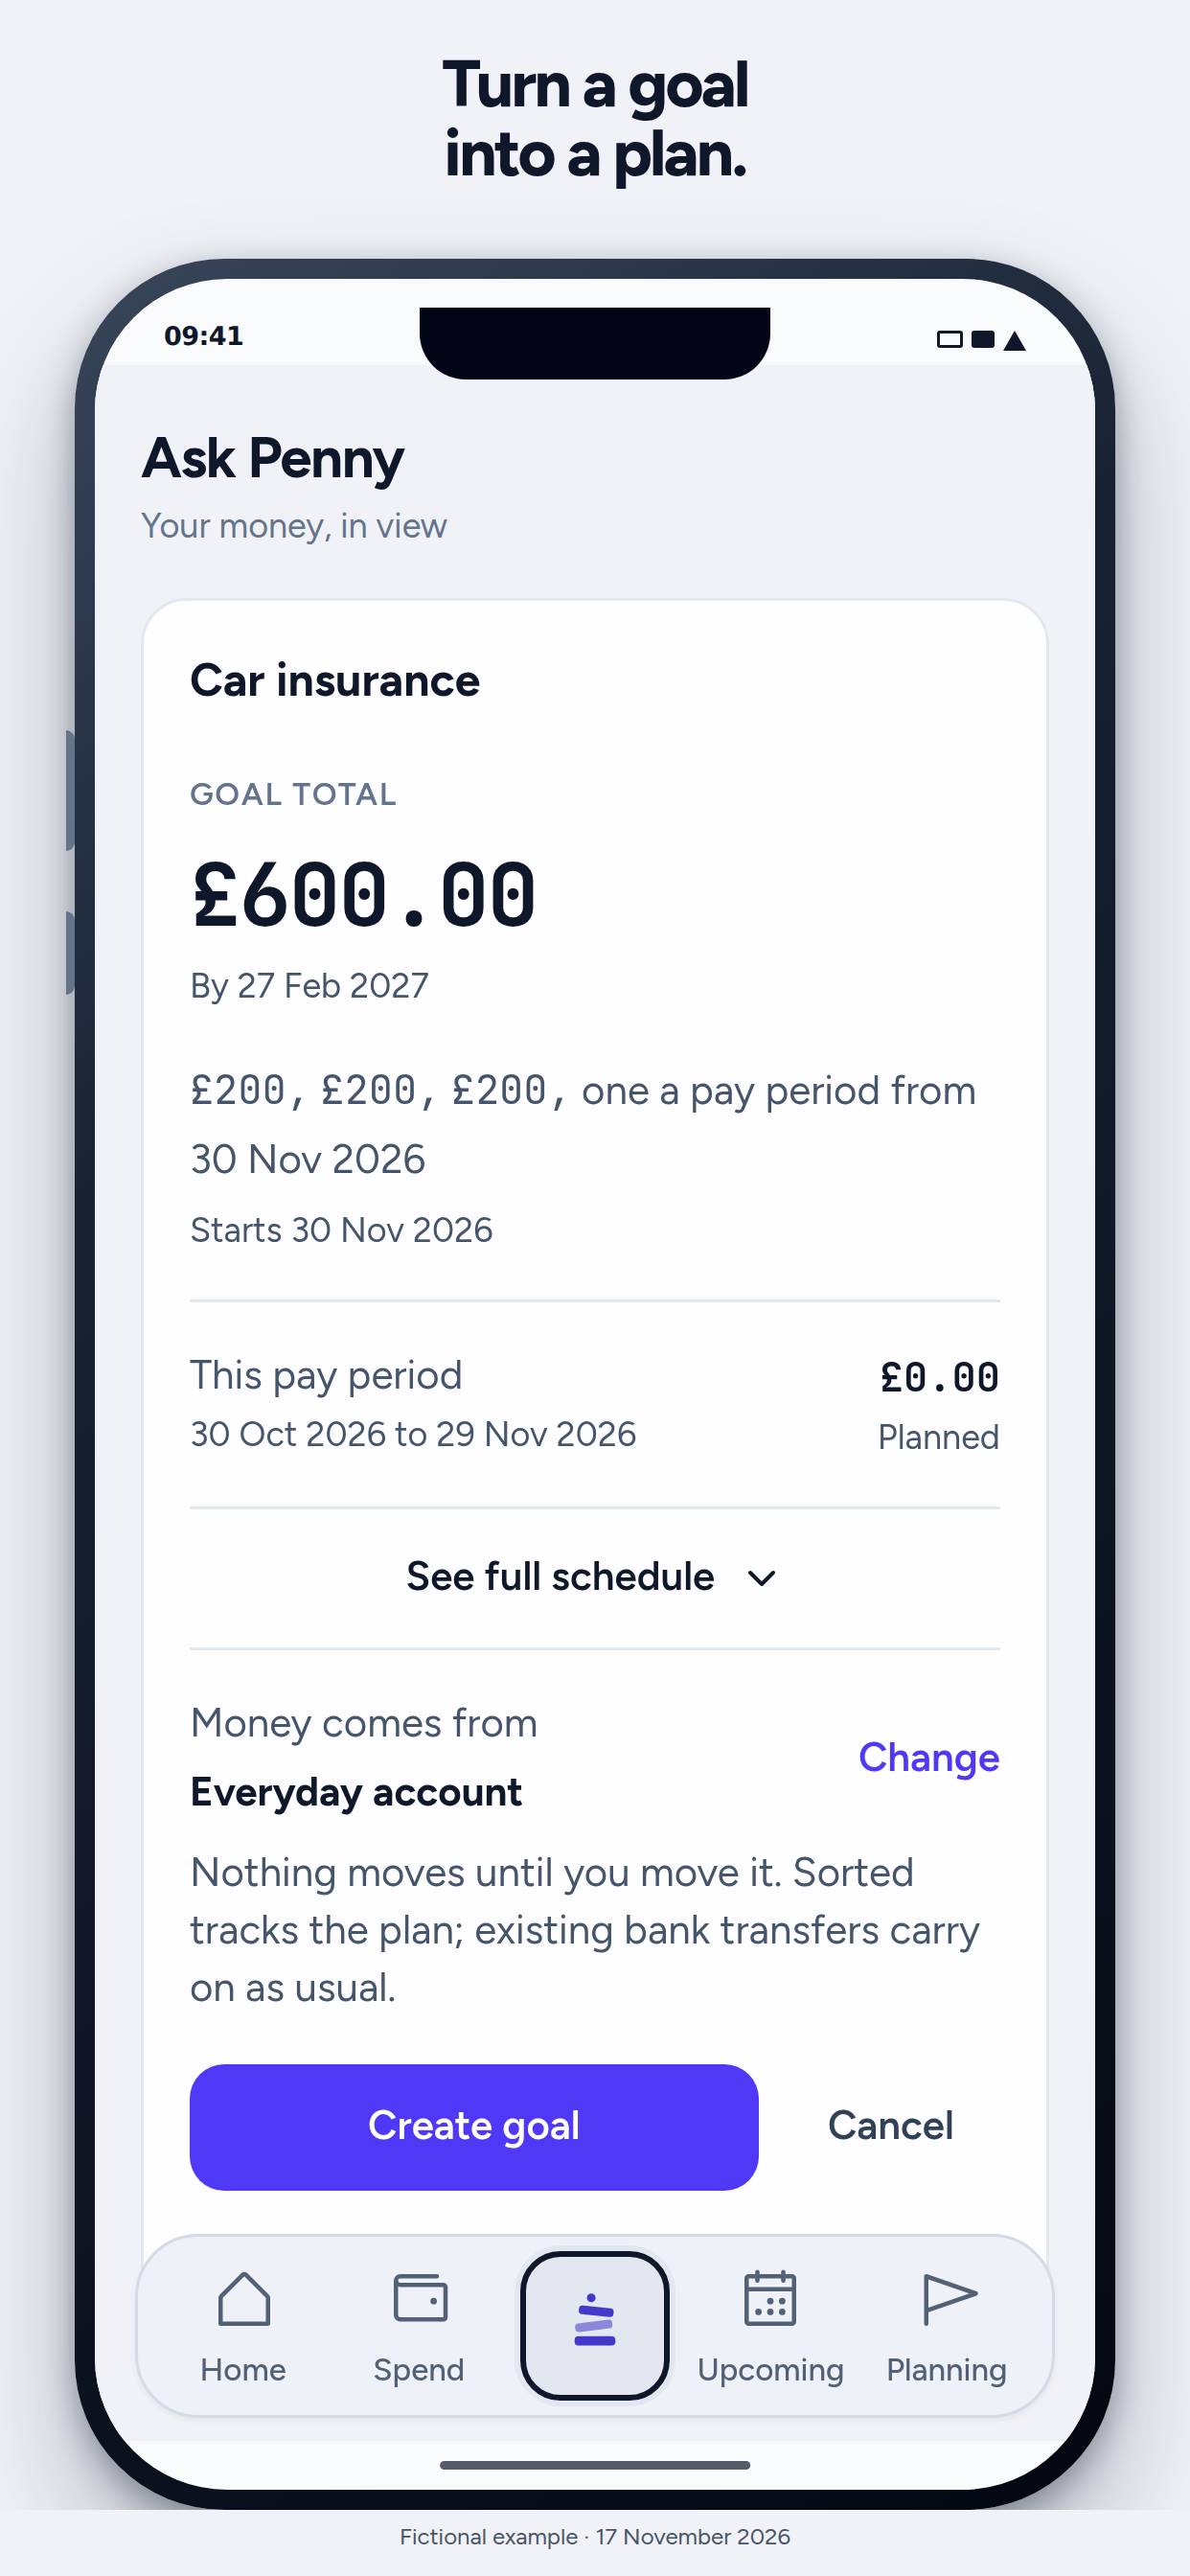 Turn a goal
into a plan.
09:41
Ask Penny
Your money, in view
Car insurance
GOAL TOTAL
£600.00
By 27 Feb 2027
£200, £200, £200, one a pay period from
30 Nov 2026
Starts 30 Nov 2026
This pay period £0.00
30 Oct 2026 to 29 Nov 2026 Planned
See full schedule
Money comes from
Change
Everyday account
Nothing moves until you move it. Sorted
tracks the plan; existing bank transfers carry
on as usual.
Create goal Cancel
Home Spend Upcoming Planning
Fictional example · 17 November 2026